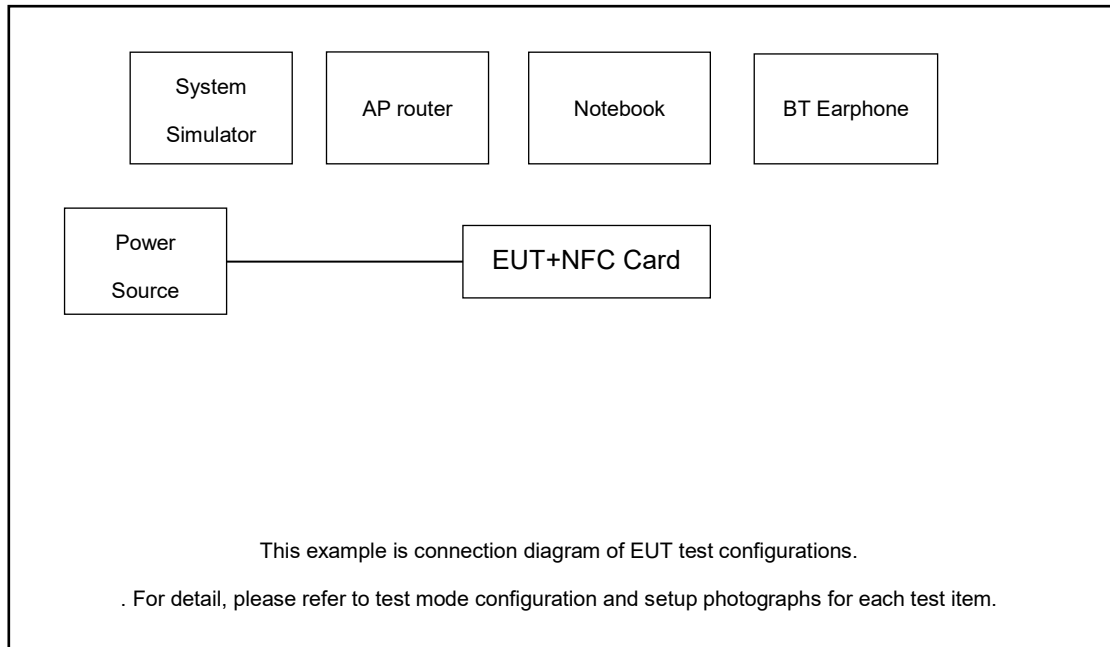 System
Simulator
AP router
Notebook
BT Earphone
Power
Source
EUT+NFC Card
This example is connection diagram of EUT test configurations.
. For detail, please refer to test mode configuration and setup photographs for each test item.